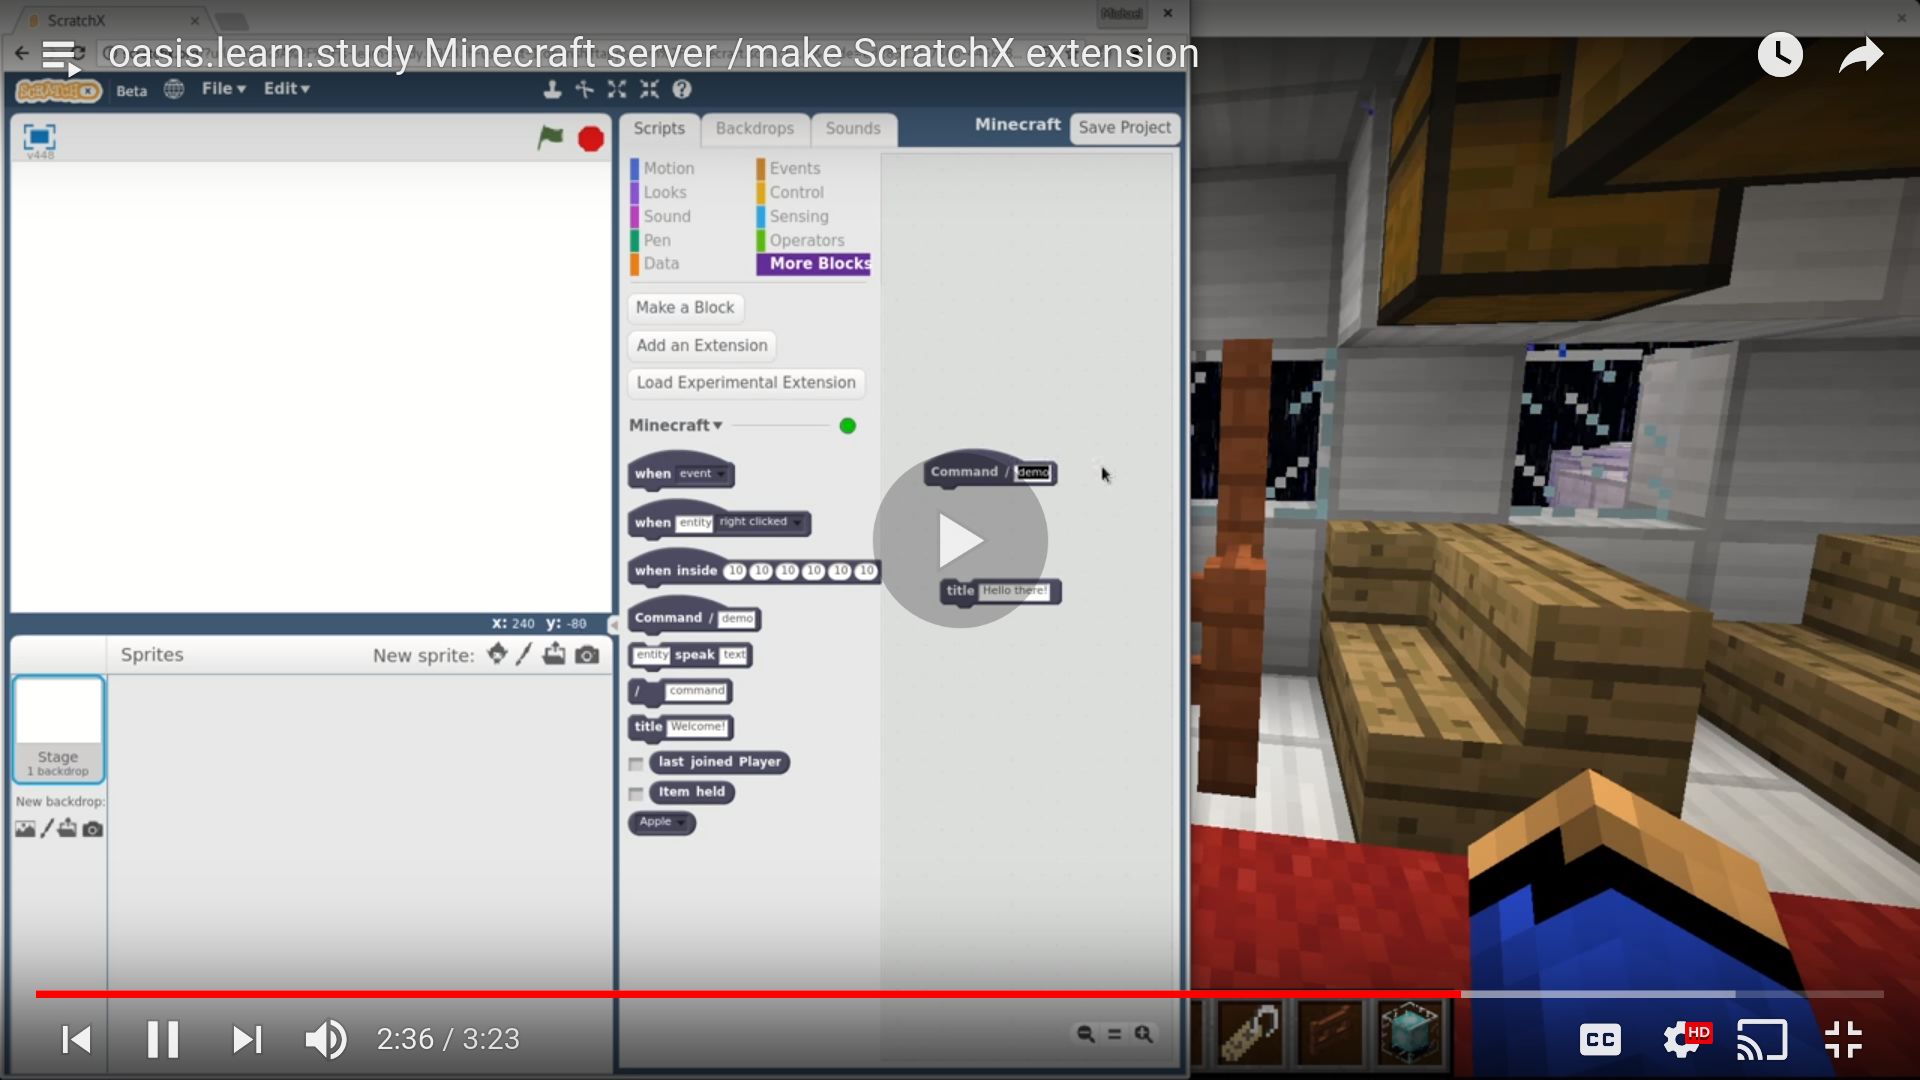 ScratchX
Michael
oasis.learn.study Minecraft server /make ScratchX extension
SCRATCHX Beta File Edit
v448
Scripts Backdrops Sounds Minecraft Save Project
Motion Events
Looks Control
Sound Sensing
Pen Operators
Data More Blocks
Make a Block
Add an Extension
Load Experimental Extension
Minecraft
when event
when entity right clicked
when inside 10 10 10 10 10 10
Command / demo
entity speak text
/ command
title Welcome!
last joined Player
Item held
Apple
Command / demo
title Hello there!
x: 240 y: -80
Sprites New sprite:
Stage
1 backdrop
New backdrop:
2:36 / 3:23
CC HD